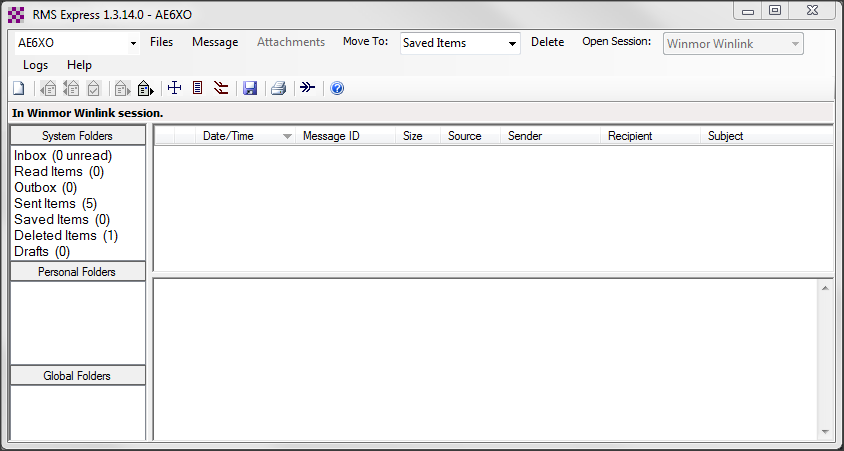 RMS Express 1.3.14.0 - AE6XO
AE6XO Files Message Attachments Move To: Saved Items Delete Open Session: Winmor Winlink
Logs Help
In Winmor Winlink session.
System Folders
Inbox (0 unread)
Read Items (0)
Outbox (0)
Sent Items (5)
Saved Items (0)
Deleted Items (1)
Drafts (0)
Personal Folders
Global Folders
Date/Time Message ID Size Source Sender Recipient Subject